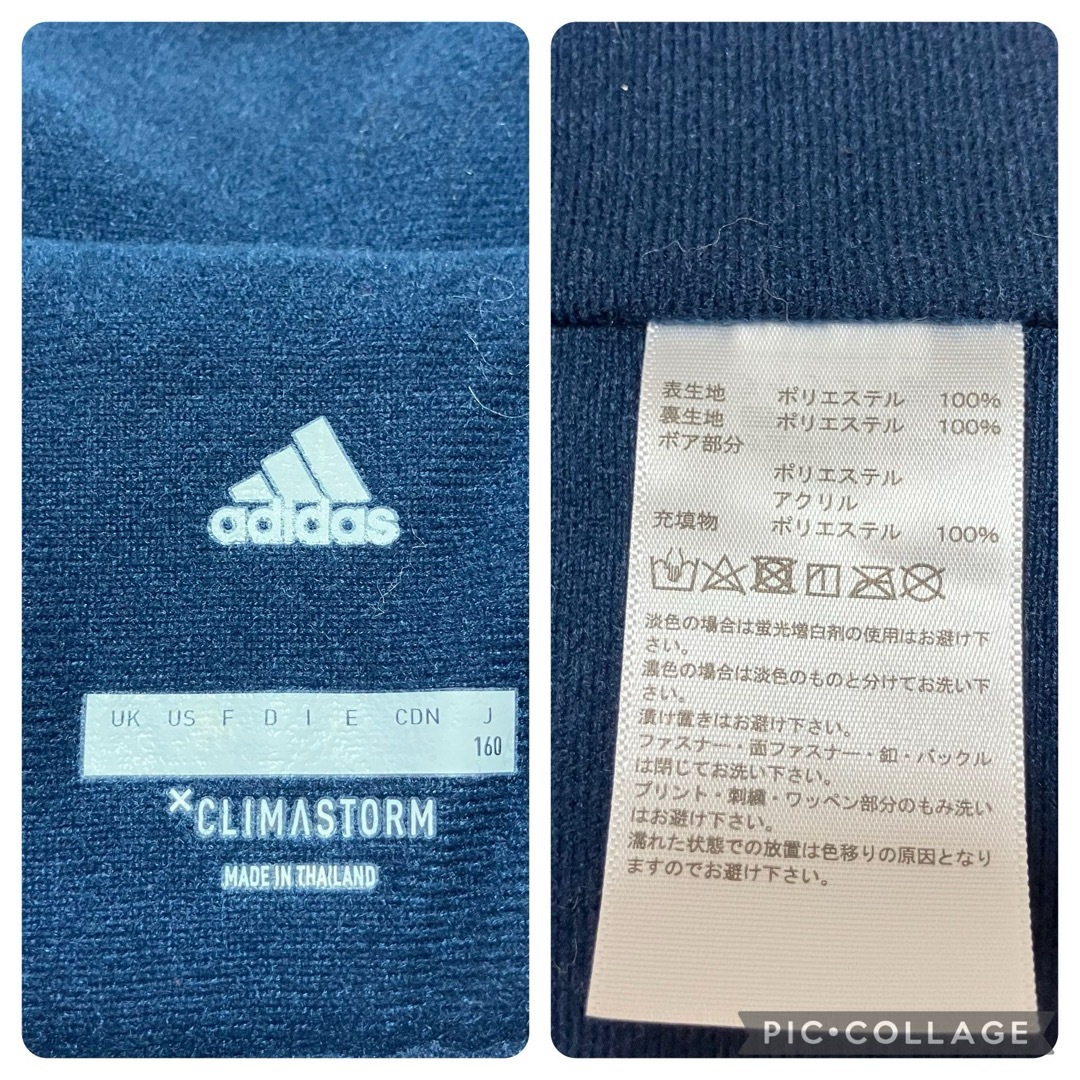 adidas
UK US F D I E CDN J
160
×CLIMASTORM
MADE IN THAILAND
表生地 ポリエステル 100%
裏生地 ポリエステル 100%
ボア部分
ポリエステル
アクリル
充填物 ポリエステル 100%
淡色の場合は蛍光増白剤の使用はお避け下
さい。
濃色の場合は淡色のものと分けてお洗い下
さい。
漬け置きはお避け下さい。
ファスナー・面ファスナー・釦・バックル
は閉じてお洗い下さい。
プリント・刺繍・ワッペン部分のもみ洗い
はお避け下さい。
濡れた状態での放置は色移りの原因となり
ますのでお避け下さい。
PIC•COLLAGE